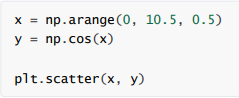 x = np.arange(0, 10.5, 0.5)
y = np.cos(x)
plt.scatter(x, y)